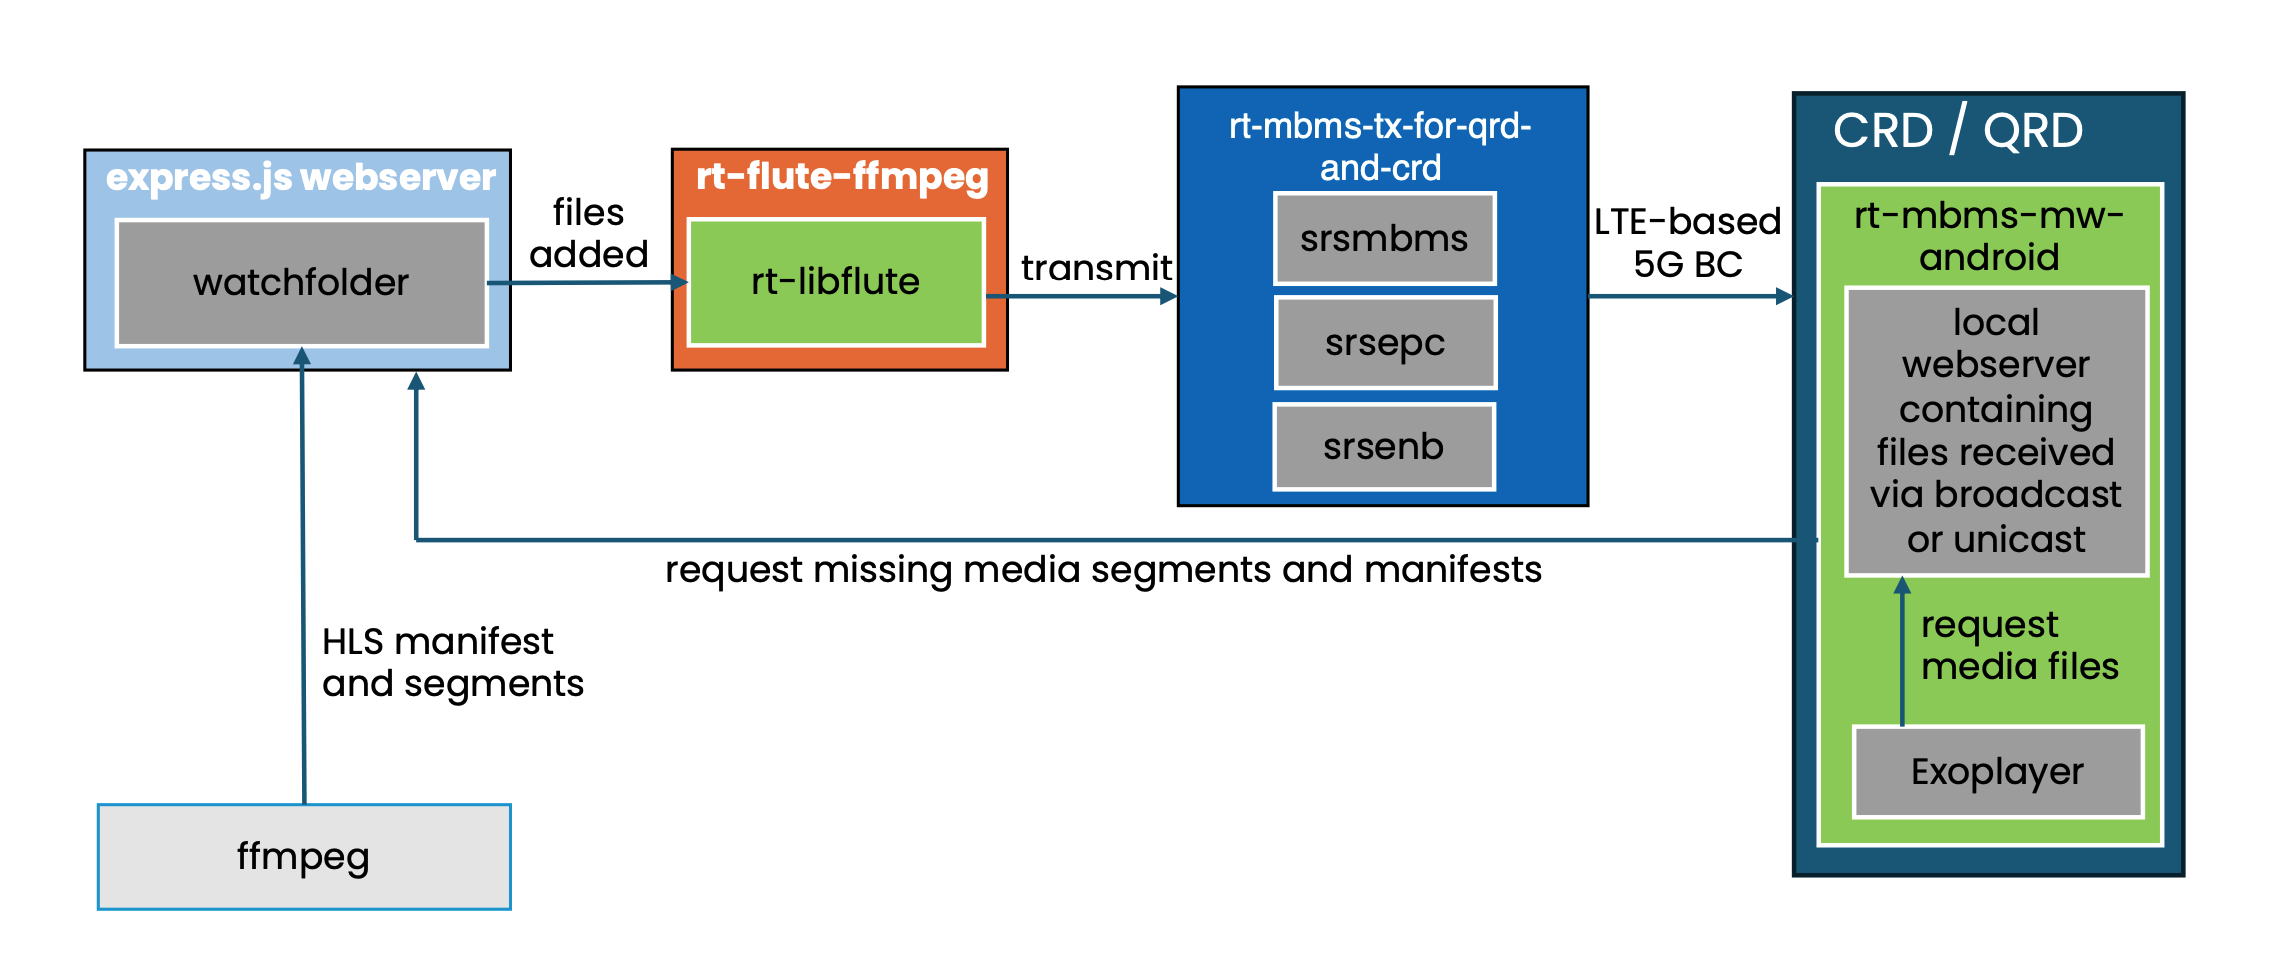 express.js webserver
watchfolder
files
added
rt-flute-ffmpeg
rt-libflute
transmit
rt-mbms-tx-for-qrd-
and-crd
srsmbms
srsepc
srsenb
LTE-based
5G BC
CRD / QRD
rt-mbms-mw-
android
local
webserver
containing
files received
via broadcast
or unicast
request
media files
Exoplayer
request missing media segments and manifests
HLS manifest
and segments
ffmpeg